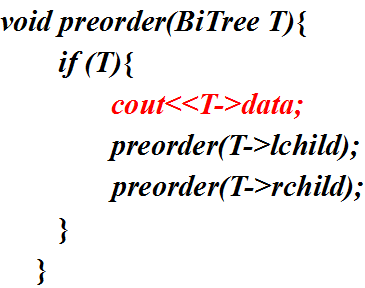 void preorder(BiTree T){
if (T){
cout<<T->data;
preorder(T->lchild);
preorder(T->rchild);
}
}